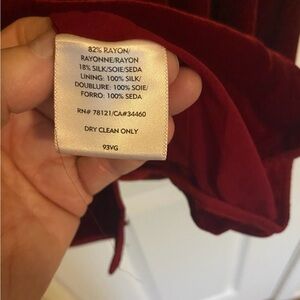 82% RAYON/
RAYONNE/RAYON
18% SILK/SOIE/SEDA
LINING: 100% SILK/
DOUBLURE: 100% SOIE/
FORRO: 100% SEDA
RN# 78121/CA#34460
DRY CLEAN ONLY
93VG